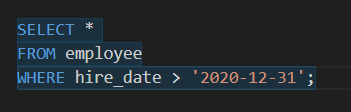 SELECT *
FROM employee
WHERE hire_date > '2020-12-31';